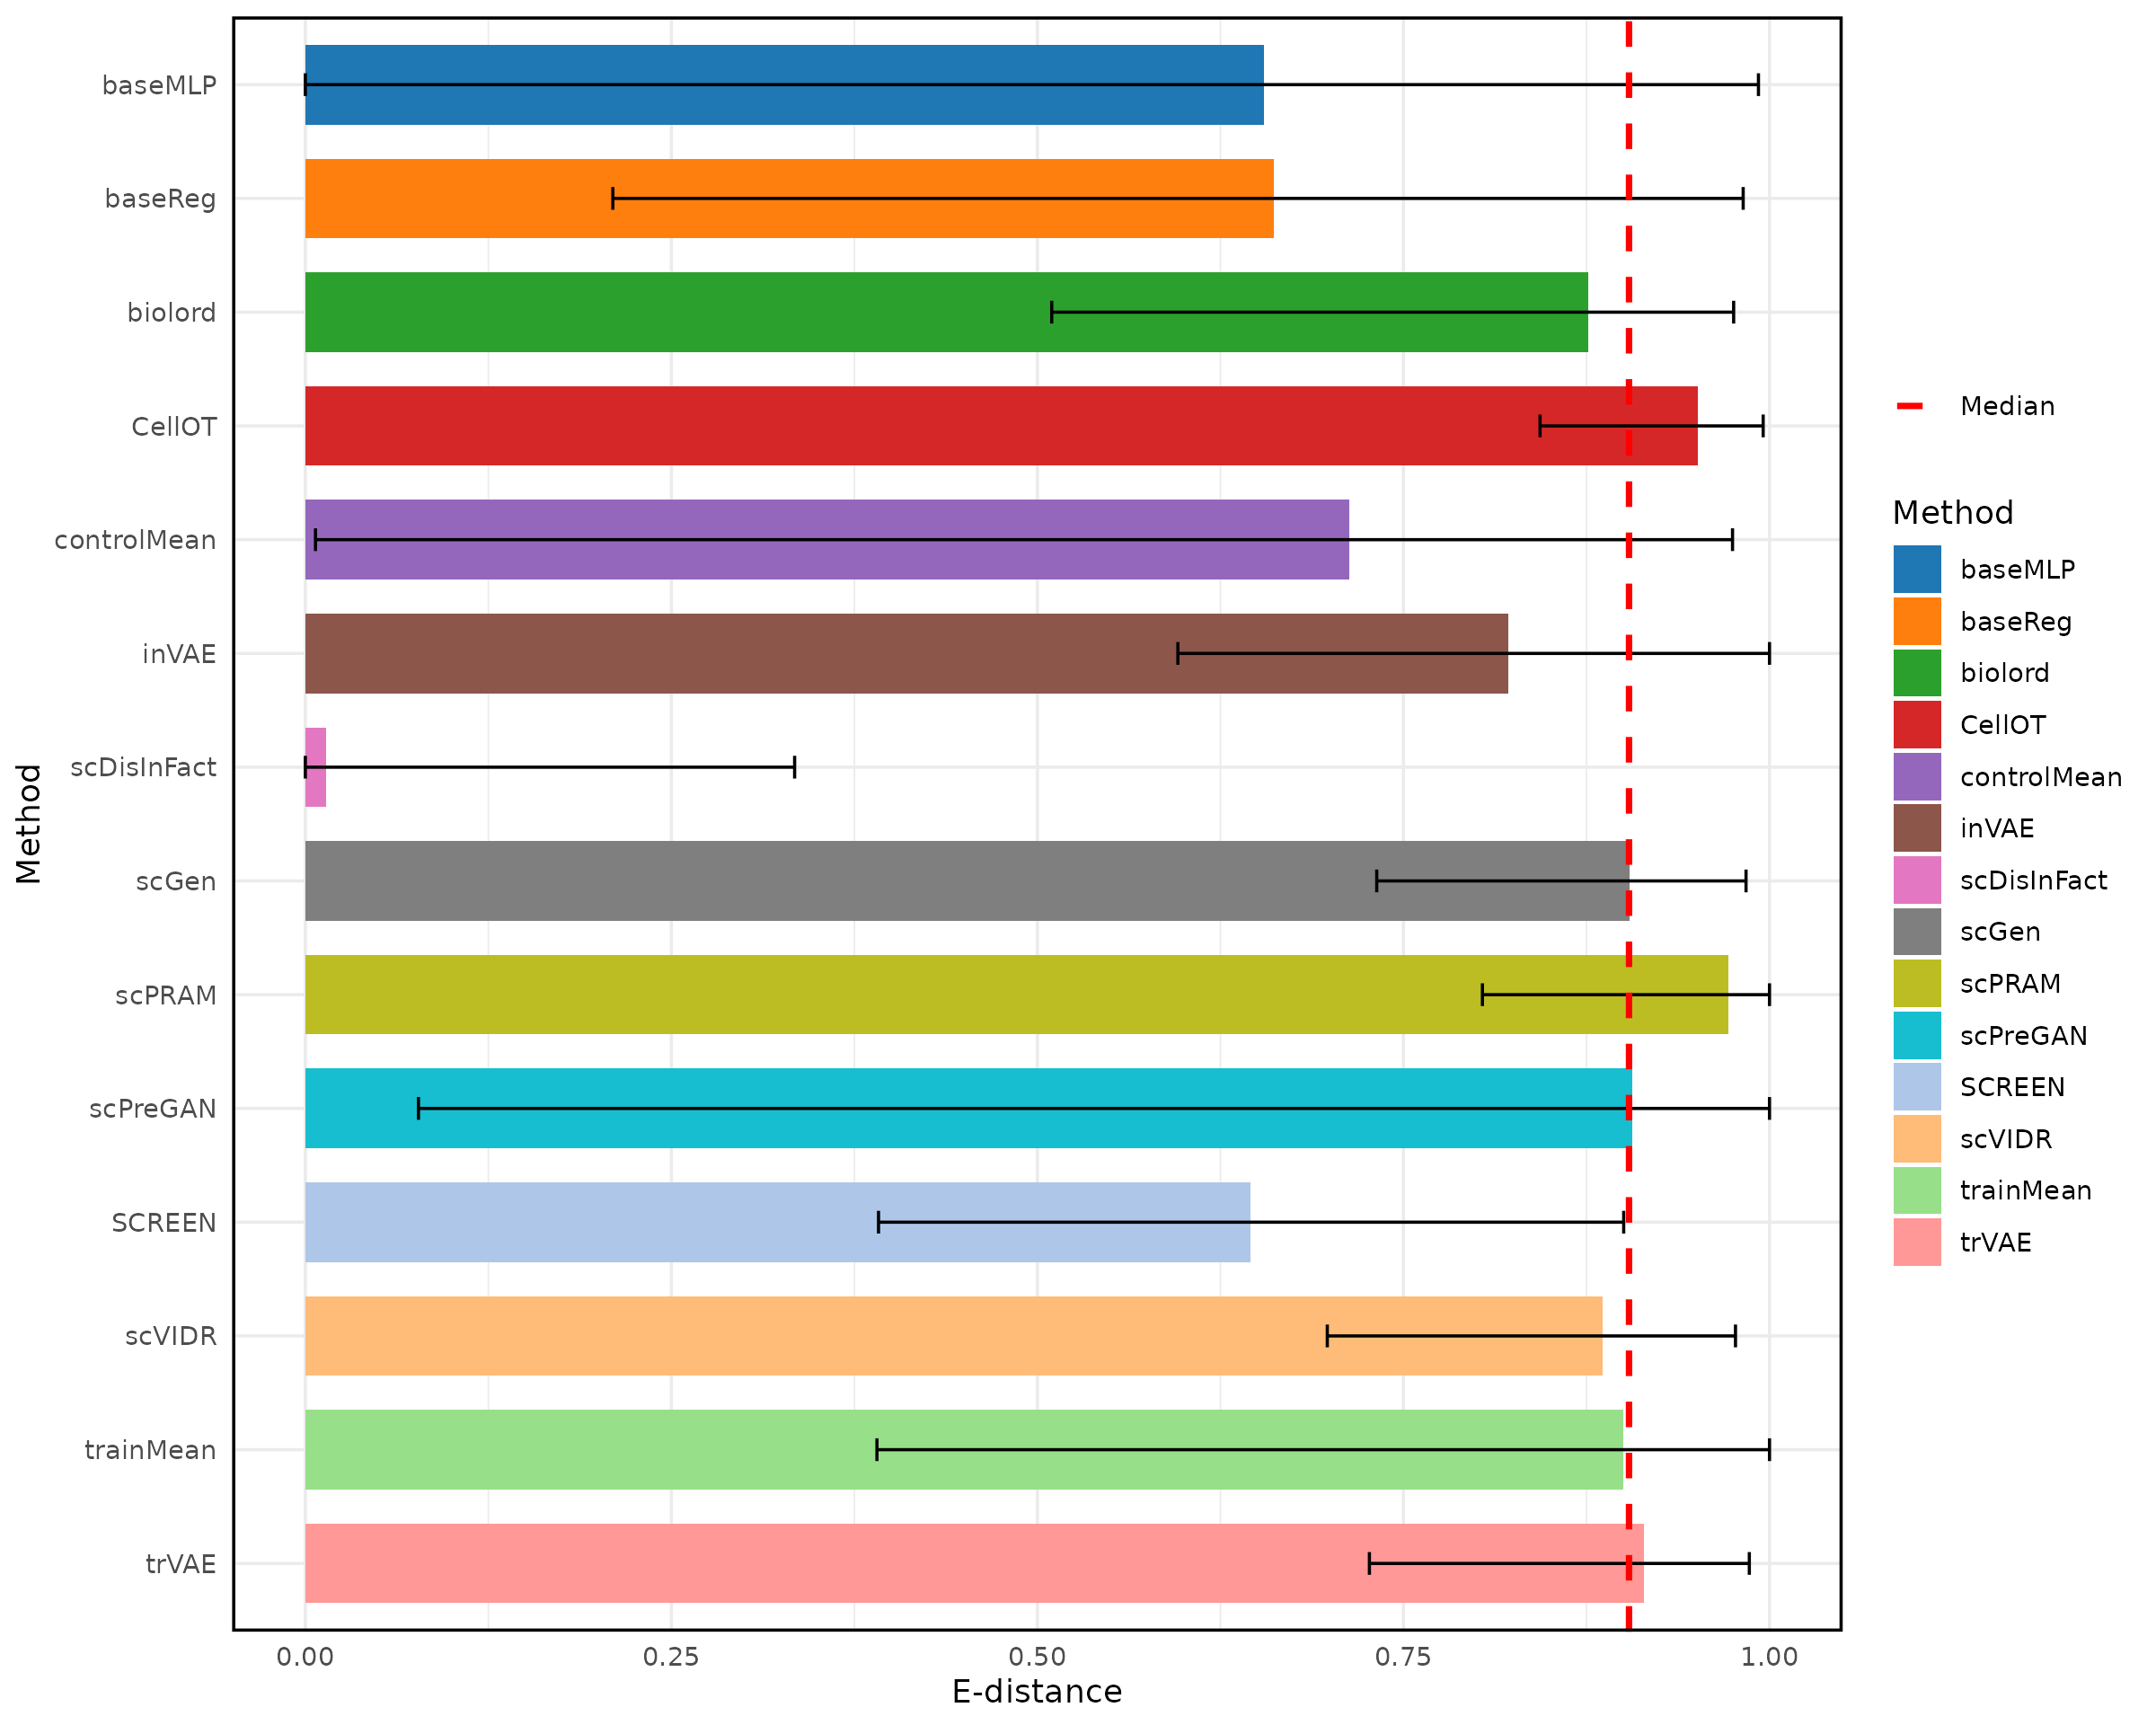 baseMLP
baseReg
biolord
CellOT
controlMean
inVAE
scDisInFact
scGen
scPRAM
scPreGAN
SCREEN
scVIDR
trainMean
trVAE
Method
0.00 0.25 0.50 0.75 1.00
E-distance
Median
Method
baseMLP
baseReg
biolord
CellOT
controlMean
inVAE
scDisInFact
scGen
scPRAM
scPreGAN
SCREEN
scVIDR
trainMean
trVAE